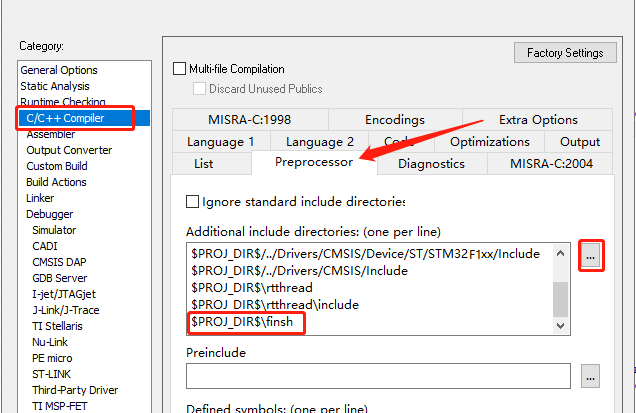 Category:
General Options
Static Analysis
Runtime Checking
C/C++ Compiler
Assembler
Output Converter
Custom Build
Build Actions
Linker
Debugger
Simulator
CADI
CMSIS DAP
GDB Server
I-jet/JTAGjet
J-Link/J-Trace
TI Stellaris
Nu-Link
PE micro
ST-LINK
Third-Party Driver
TI MSP-FET
Factory Settings
Multi-file Compilation
Discard Unused Publics
MISRA-C:1998 Encodings Extra Options
Language 1 Language 2 Code Optimizations Output
List Preprocessor Diagnostics MISRA-C:2004
Ignore standard include directories
Additional include directories: (one per line)
$PROJ_DIR$/../Drivers/CMSIS/Device/ST/STM32F1xx/Include
$PROJ_DIR$/../Drivers/CMSIS/Include
$PROJ_DIR$\rtthread
$PROJ_DIR$\rtthread\include
$PROJ_DIR$\finsh
...
Preinclude
...
Defined symbols: (one per line)